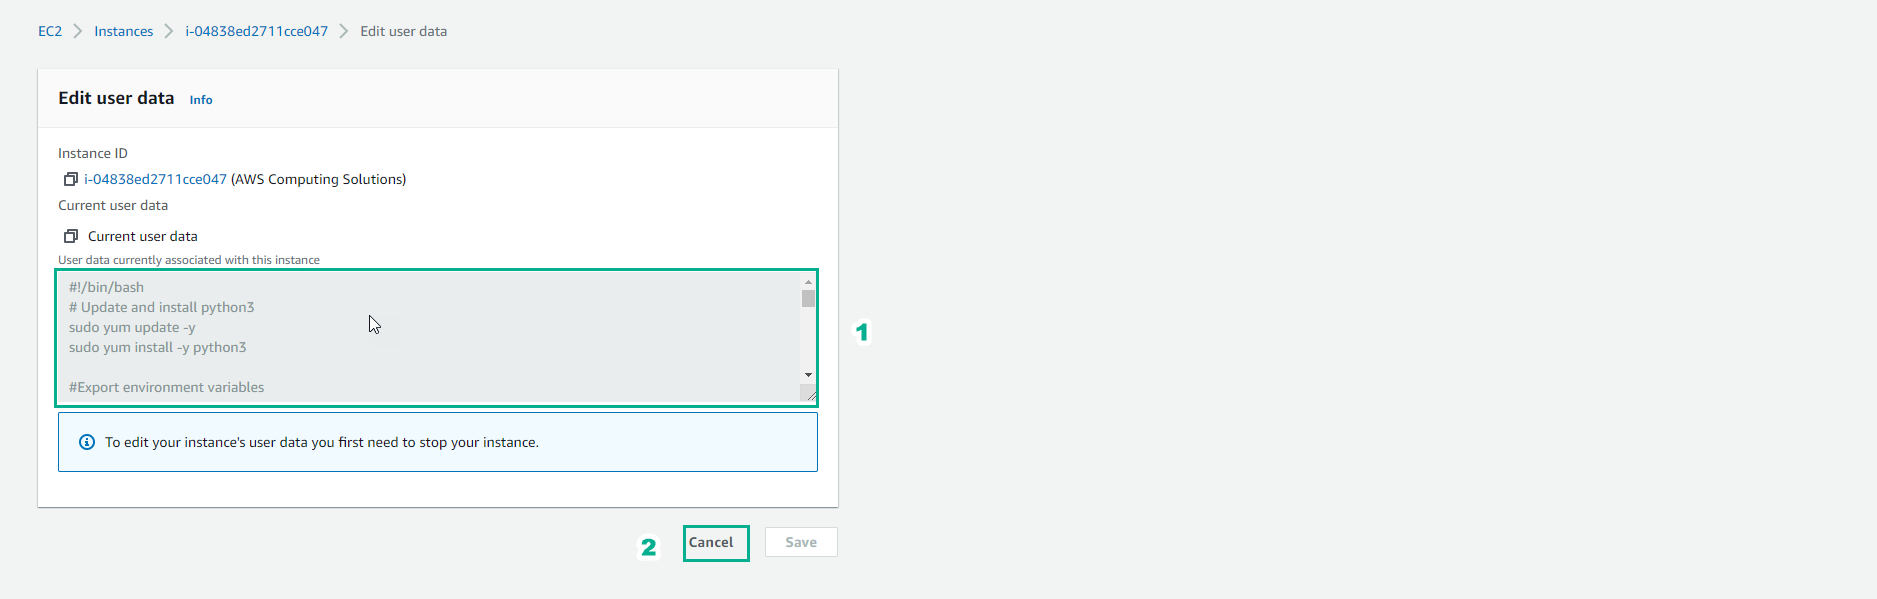 EC2 Instances i-04838ed2711cce047 Edit user data
Edit user data Info
Instance ID
i-04838ed2711cce047 (AWS Computing Solutions)
Current user data
Current user data
User data currently associated with this instance
#!/bin/bash
# Update and install python3
sudo yum update -y
sudo yum install -y python3
#Export environment variables
1
To edit your instance's user data you first need to stop your instance.
2 Cancel Save